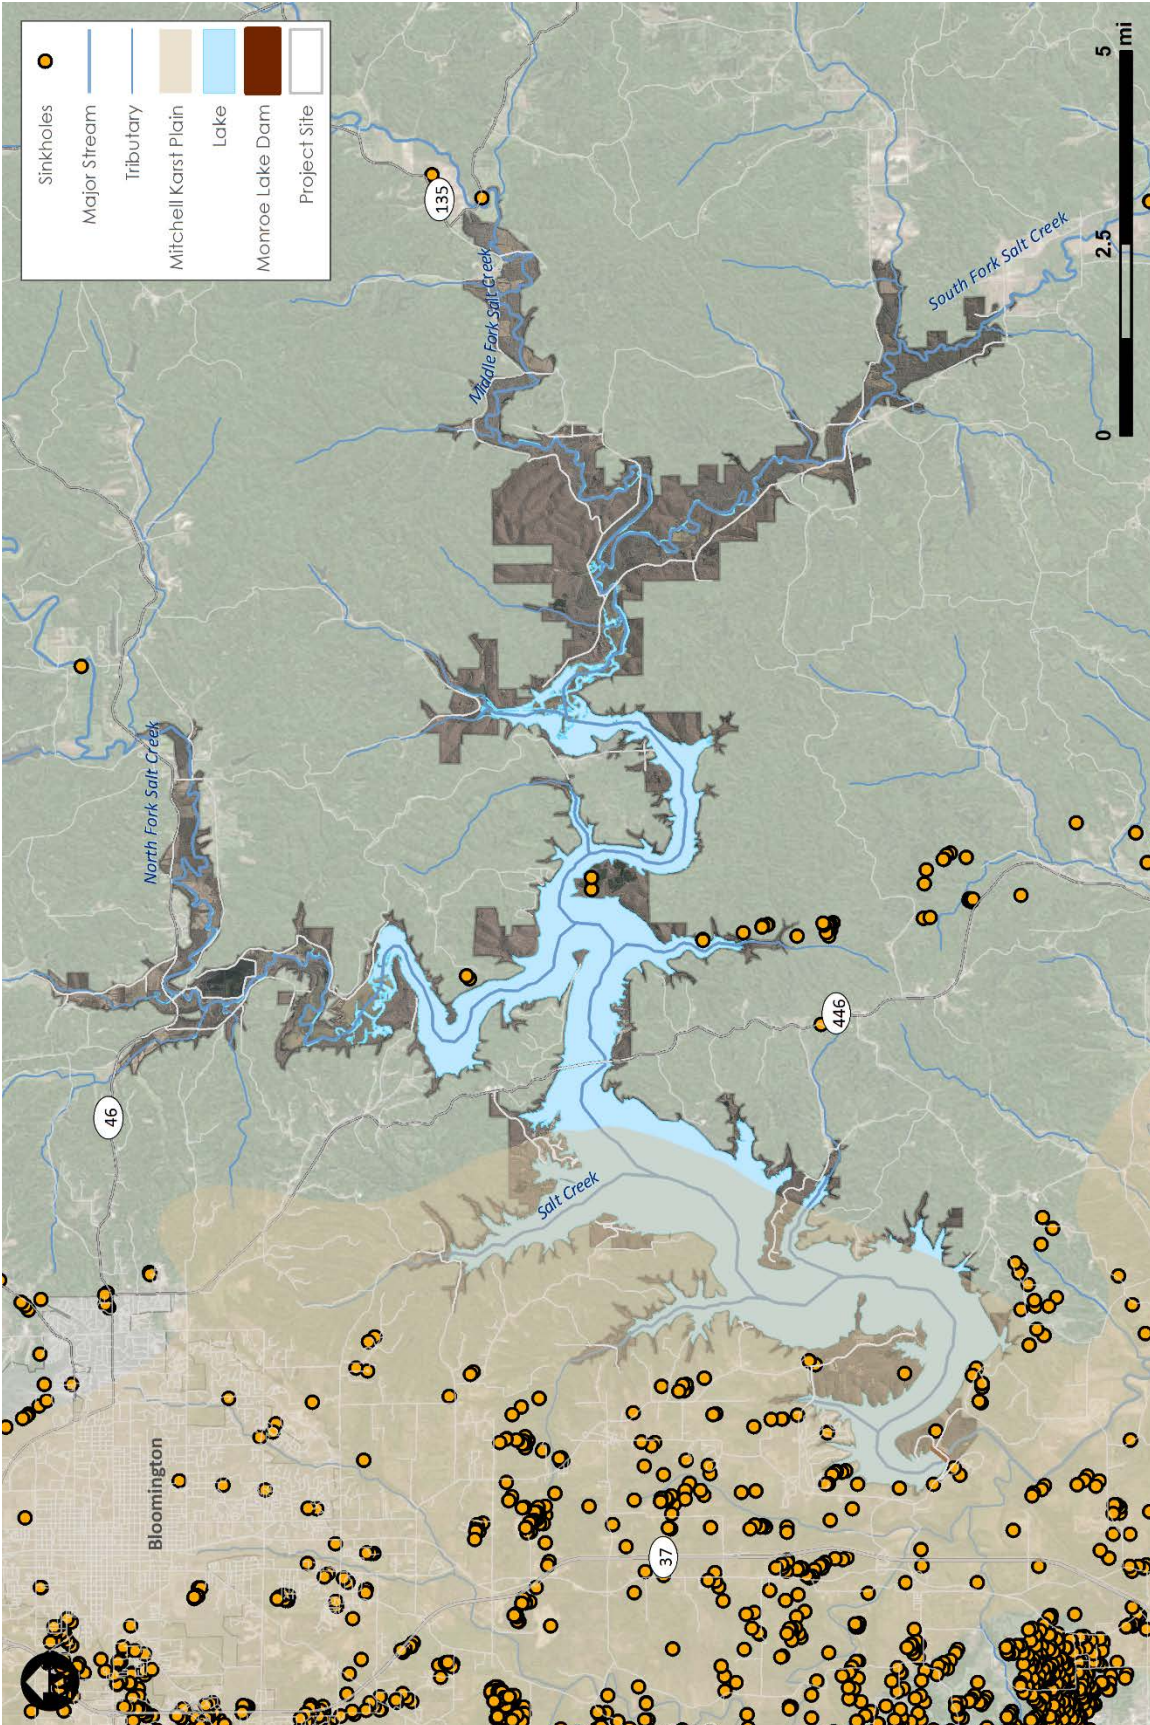 Sinkholes
Major Stream
Tributary
Mitchell Karst Plain
Lake
Monroe Lake Dam
Project Site
135
Middle Fork Salt Creek
South Fork Salt Creek
0
2.5
5
mi
North Fork Salt Creek
46
446
Salt Creek
Bloomington
37